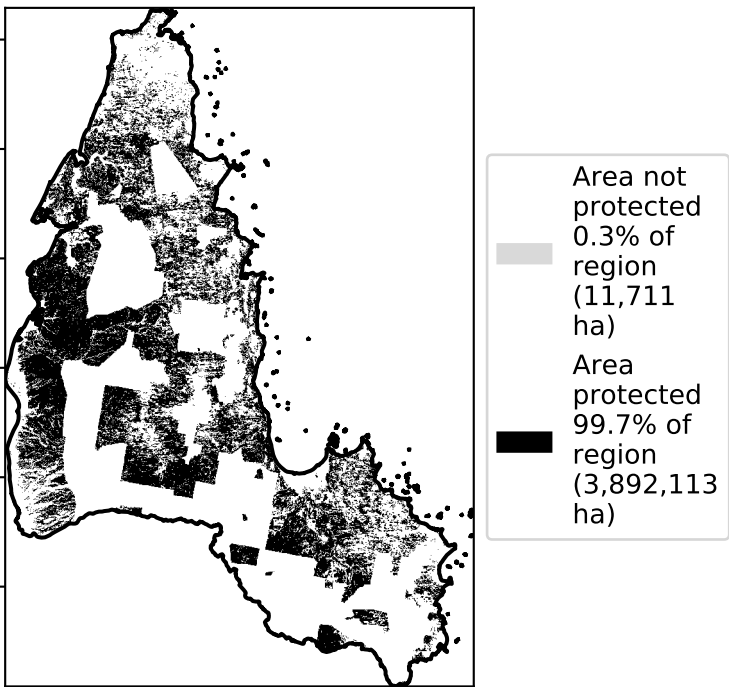 Area not
protected
0.3% of
region
(11,711
ha)
Area
protected
99.7% of
region
(3,892,113
ha)